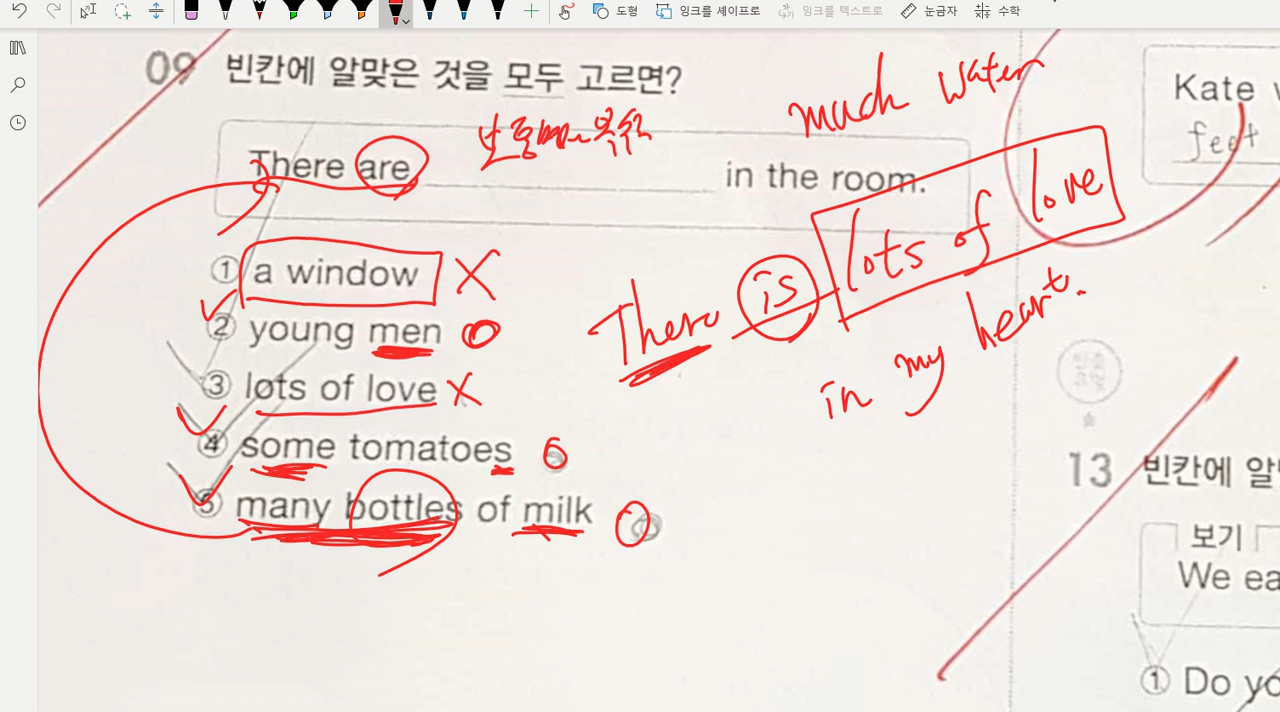 도형 잉크를 셰이프로 잉크를 텍스트로 눈금자 수학
09 빈칸에 알맞은 것을 모두 고르면?
much water
There are in the room.
① a window X
② young men O
③ lots of love X
④ some tomatoes O
⑤ many bottles of milk O
There is lots of love
in my heart.
Kate
feet
13 빈칸에 알
보기
We ea
① Do yo